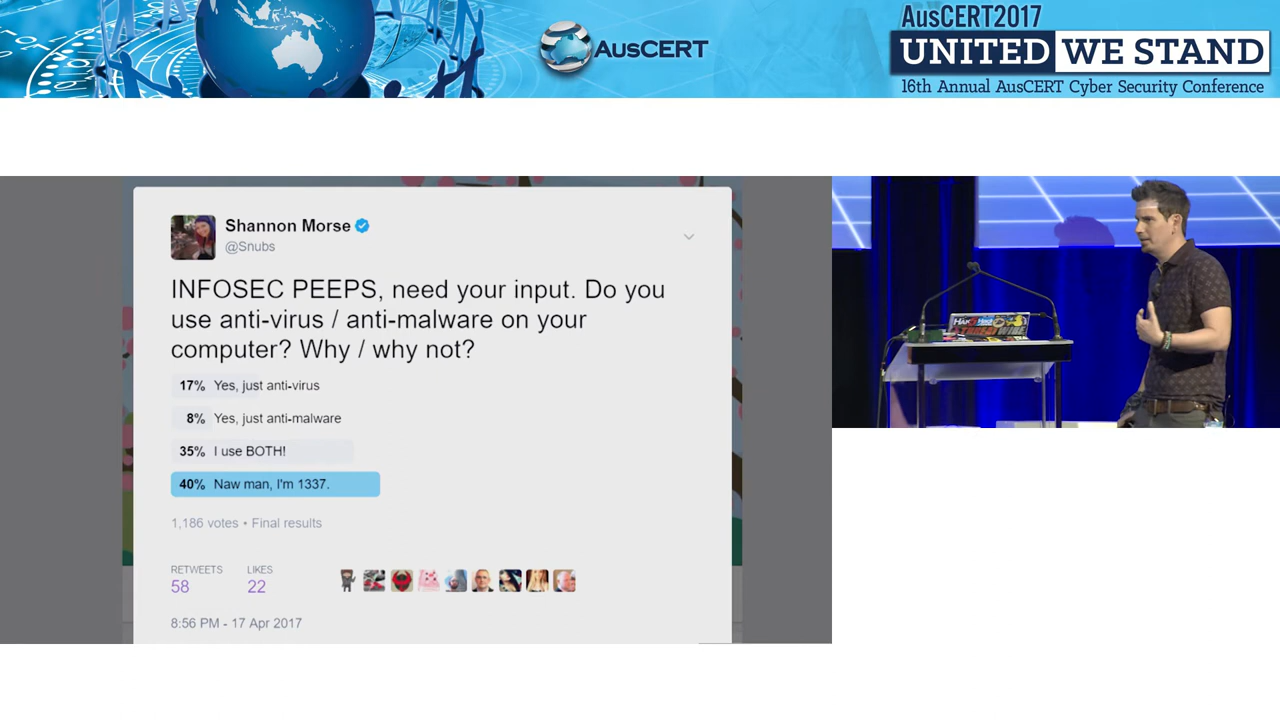 AusCERT2017
AusCERT
UNITED WE STAND
16th Annual AusCERT Cyber Security Conference
Shannon Morse
@Snubs
INFOSEC PEEPS, need your input. Do you
use anti-virus / anti-malware on your
computer? Why / why not?
17% Yes, just anti-virus
8% Yes, just anti-malware
35% I use BOTH!
40% Naw man, I'm 1337.
1,186 votes • Final results
RETWEETS LIKES
58 22
8:56 PM - 17 Apr 2017